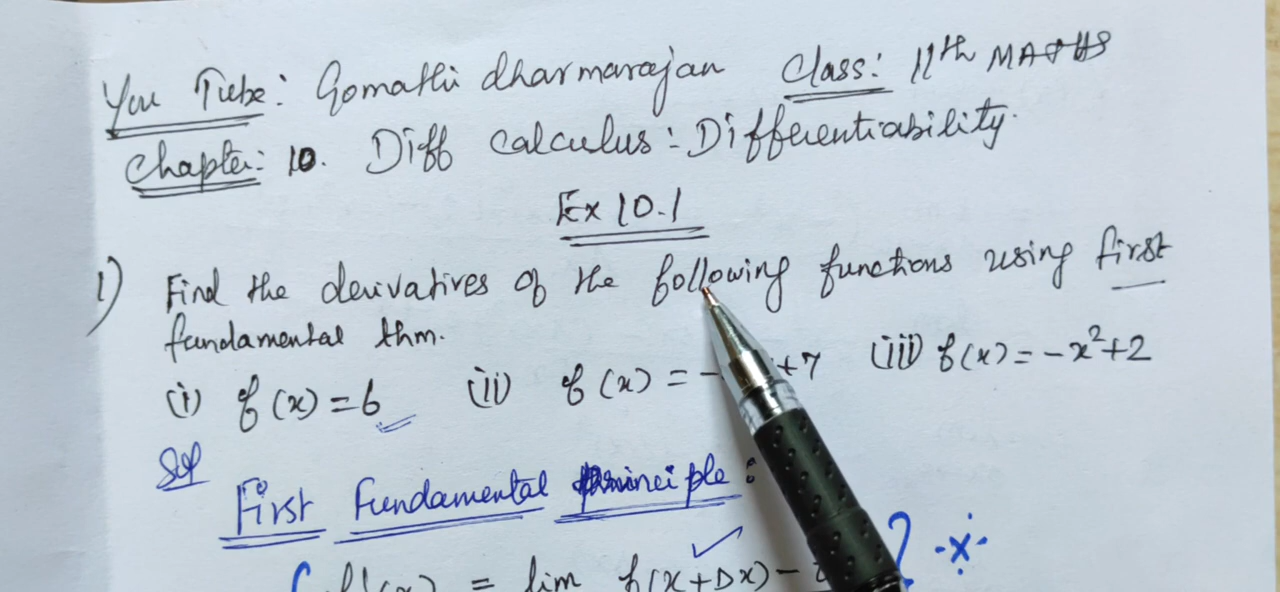 You Tube: Gomathi dharmarajan Class: 11th MATHS
Chapter: 10. Diff Calculus: Differentiability.
Ex 10.1
1) Find the derivatives of the following functions using first
fundamental thm.
(i) f(x) = 6 (ii) f(x) = - +7 (iii) f(x) = -x²+2
Sol
First Fundamental principle:
f'(x) = lim f(x+Dx) -